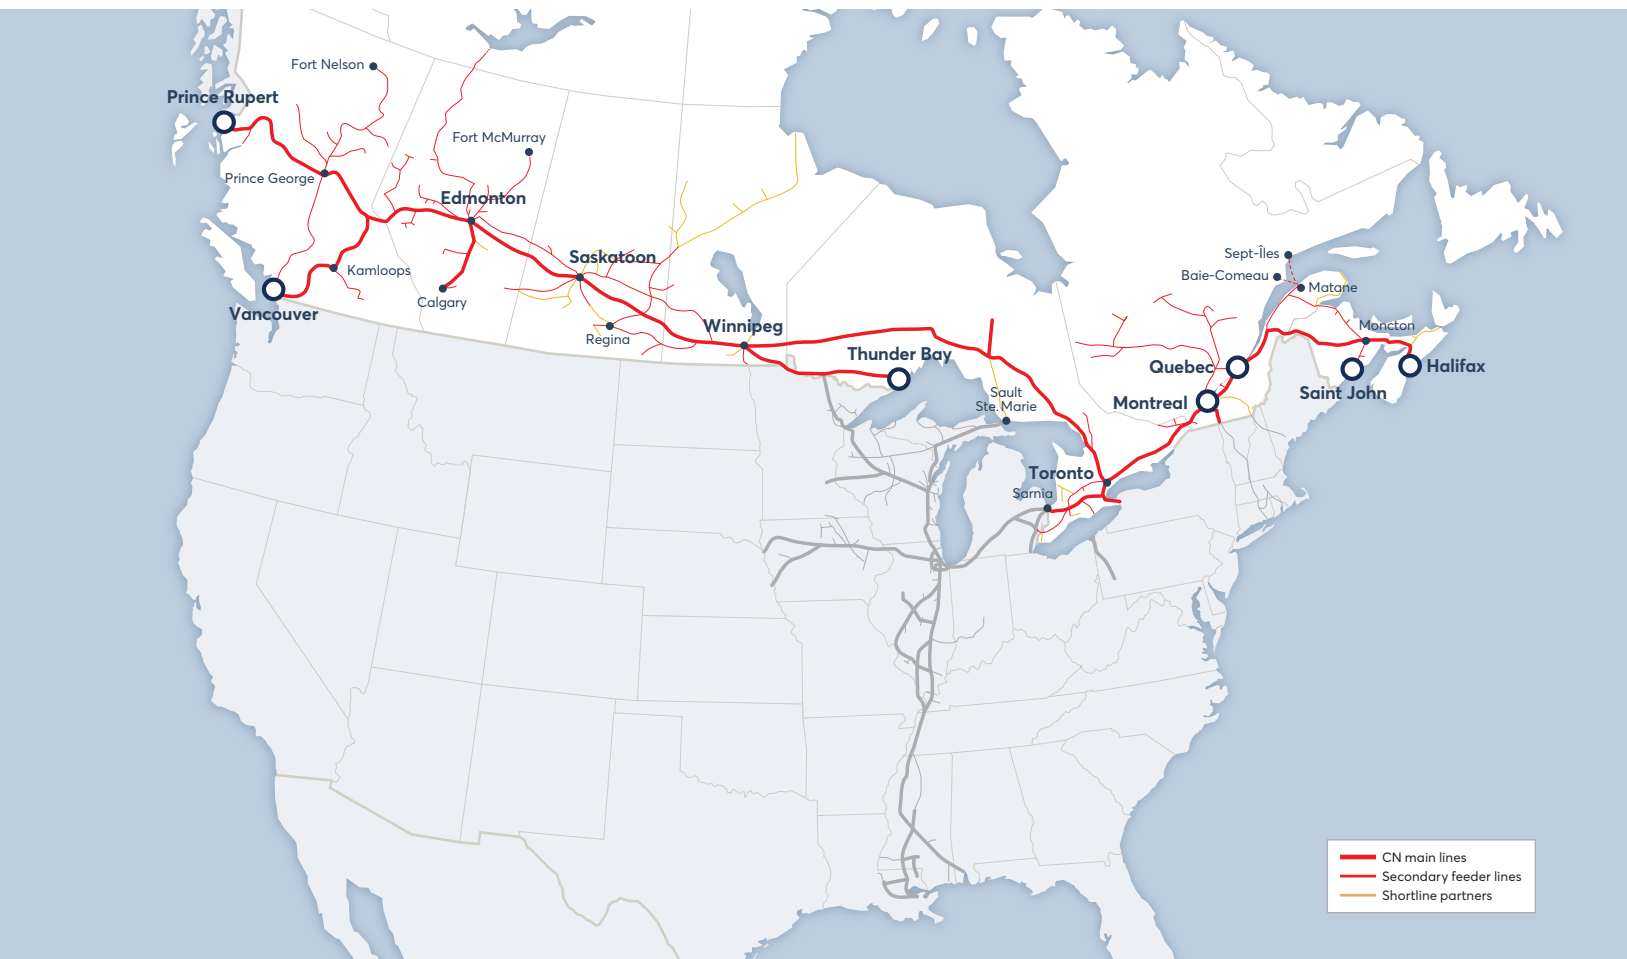 Fort Nelson
Prince Rupert
Fort McMurray
Prince George
Edmonton
Saskatoon
Kamloops
Calgary
Vancouver
Regina
Winnipeg
Thunder Bay
Sault
Ste. Marie
Toronto
Sarnia
Sept-Îles
Baie-Comeau
Matane
Moncton
Quebec
Halifax
Saint John
Montreal
CN main lines
Secondary feeder lines
Shortline partners